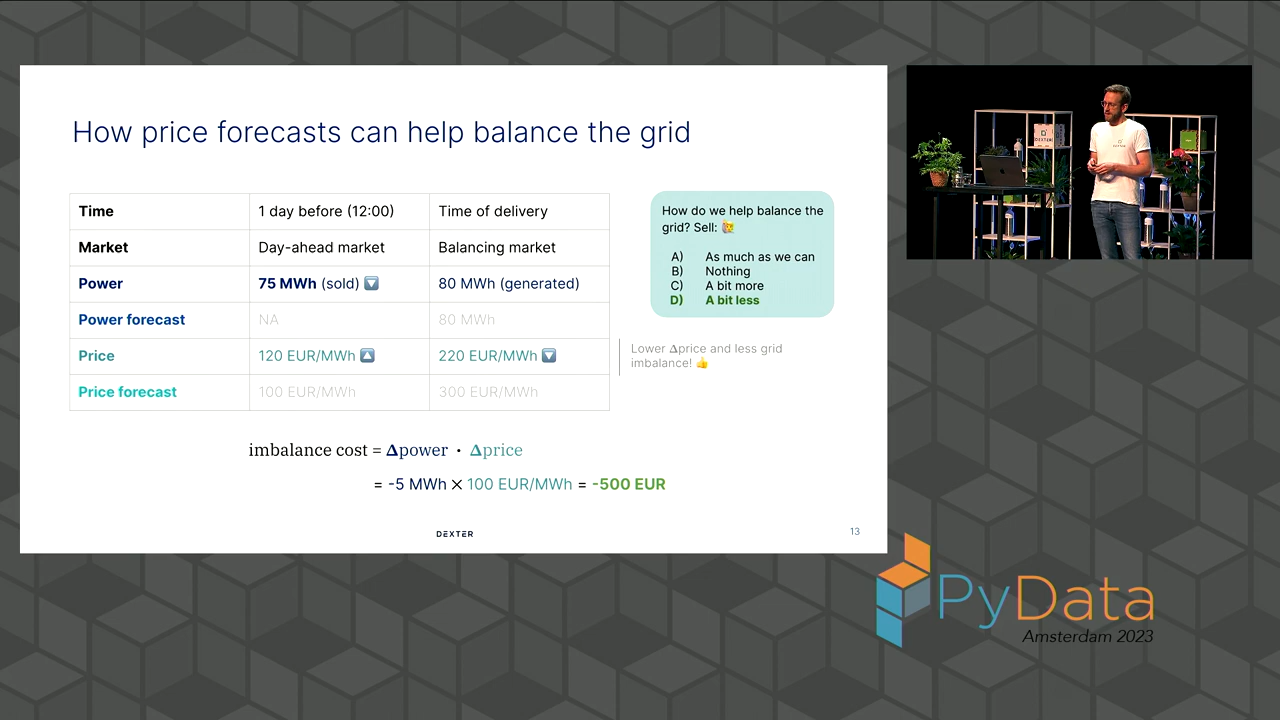 How price forecasts can help balance the grid
Time 1 day before (12:00) Time of delivery
Market Day-ahead market Balancing market
Power 75 MWh (sold) 🔽 80 MWh (generated)
Power forecast NA 80 MWh
Price 120 EUR/MWh 🔼 220 EUR/MWh 🔽
Price forecast 100 EUR/MWh 300 EUR/MWh
How do we help balance the
grid? Sell: 🙋
A) As much as we can
B) Nothing
C) A bit more
D) A bit less
Lower Δprice and less grid
imbalance! 👍
imbalance cost = Δpower · Δprice
= -5 MWh × 100 EUR/MWh = -500 EUR
DEXTER
13
DEXTER
PyData
Amsterdam 2023